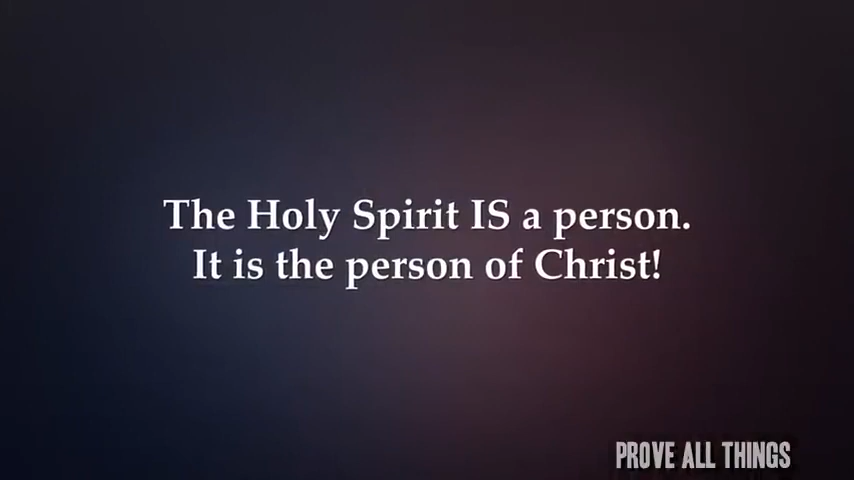 The Holy Spirit IS a person.
It is the person of Christ!
PROVE ALL THINGS